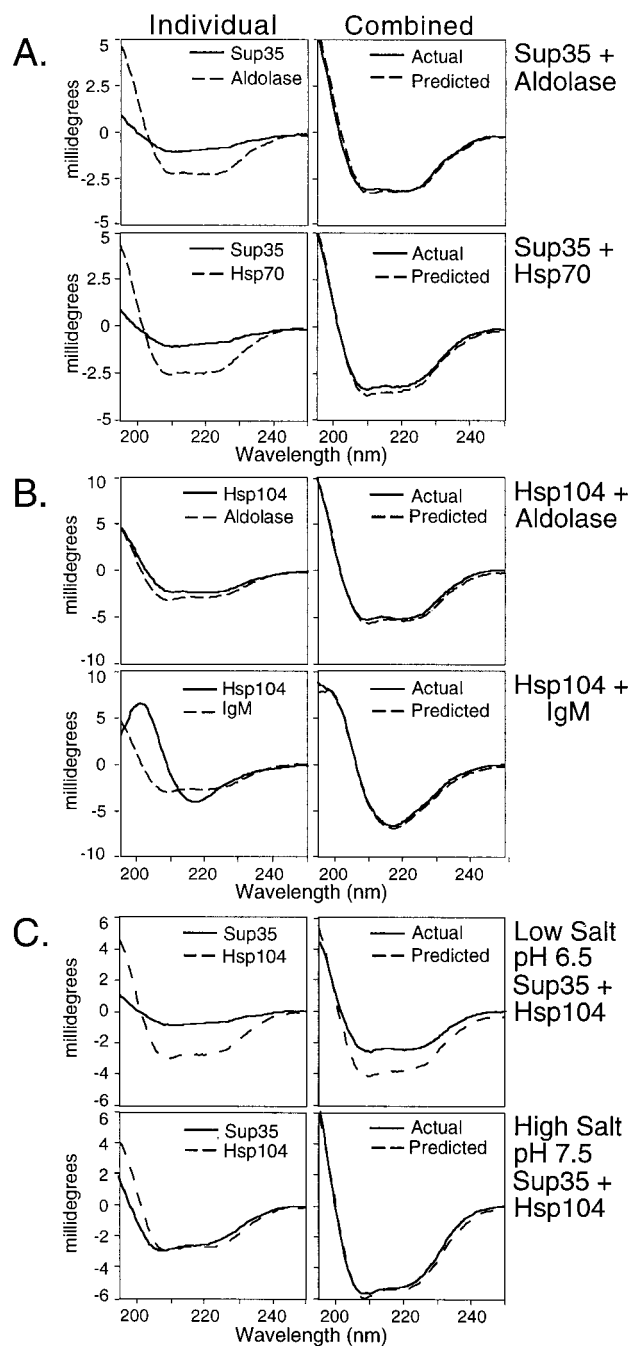 Individual Combined
A.
5
2.5
0
-2.5
-5
millidegrees
Sup35
Aldolase
Actual
Predicted
Sup35 +
Aldolase
5
2.5
0
-2.5
-5
millidegrees
Sup35
Hsp70
Actual
Predicted
Sup35 +
Hsp70
200 220 240 200 220 240
Wavelength (nm)
B.
10
5
0
-5
-10
millidegrees
Hsp104
Aldolase
Actual
Predicted
Hsp104 +
Aldolase
10
5
0
-5
-10
millidegrees
Hsp104
IgM
Actual
Predicted
Hsp104 +
IgM
200 220 240 200 220 240
Wavelength (nm)
C.
6
4
2
0
-2
-4
-6
millidegrees
Sup35
Hsp104
Actual
Predicted
Low Salt
pH 6.5
Sup35 +
Hsp104
6
4
2
0
-2
-4
-6
millidegrees
Sup35
Hsp104
Actual
Predicted
High Salt
pH 7.5
Sup35 +
Hsp104
200 220 240 200 220 240
Wavelength (nm)